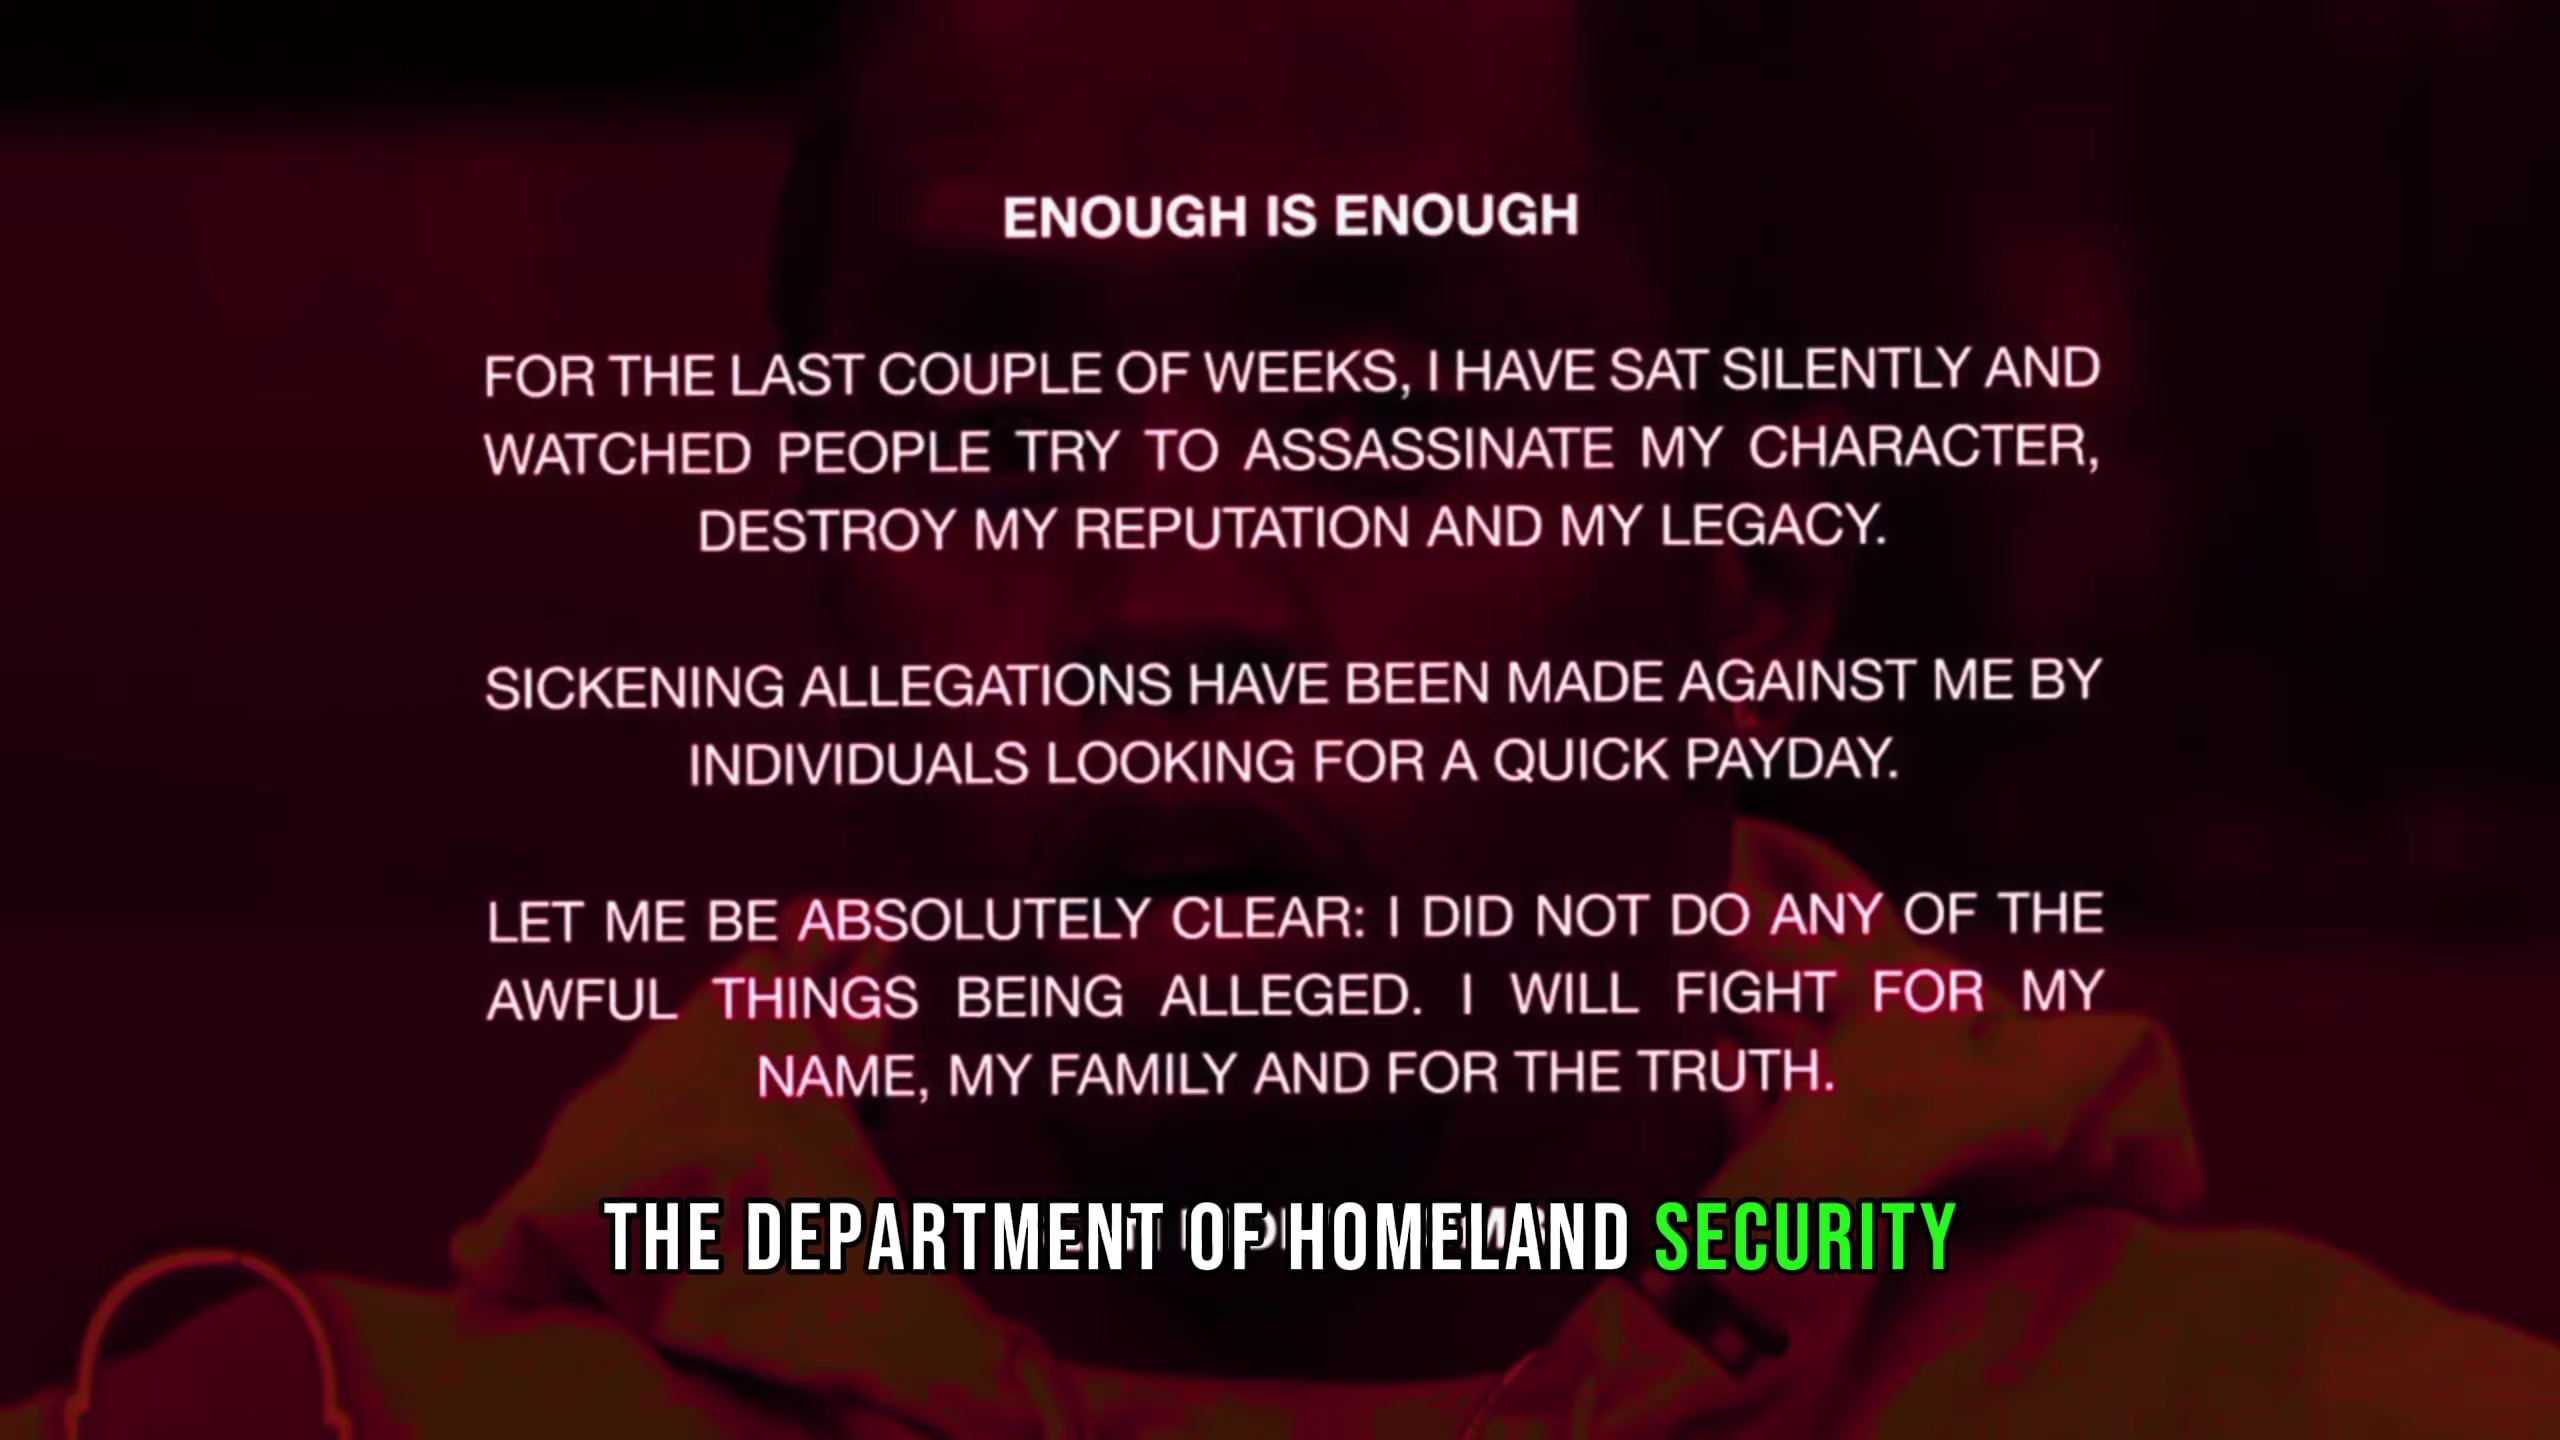 ENOUGH IS ENOUGH
FOR THE LAST COUPLE OF WEEKS, I HAVE SAT SILENTLY AND
WATCHED PEOPLE TRY TO ASSASSINATE MY CHARACTER,
DESTROY MY REPUTATION AND MY LEGACY.
SICKENING ALLEGATIONS HAVE BEEN MADE AGAINST ME BY
INDIVIDUALS LOOKING FOR A QUICK PAYDAY.
LET ME BE ABSOLUTELY CLEAR: I DID NOT DO ANY OF THE
AWFUL THINGS BEING ALLEGED. I WILL FIGHT FOR MY
NAME, MY FAMILY AND FOR THE TRUTH.
THE DEPARTMENT OF HOMELAND SECURITY